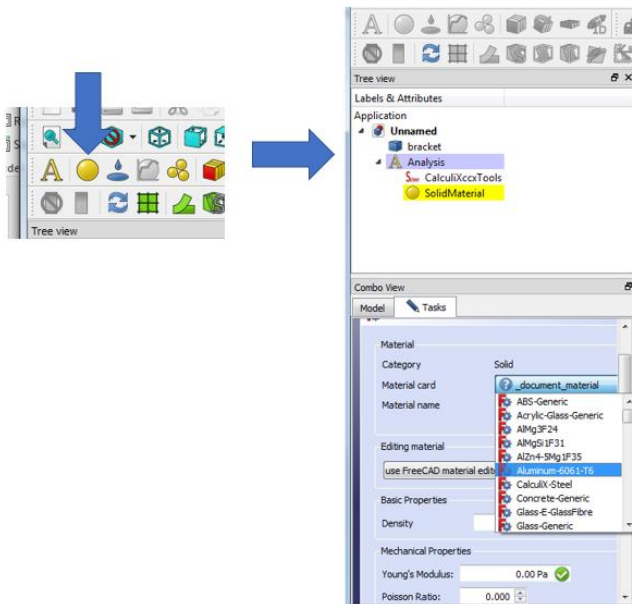 Tree view
Tree view
Labels & Attributes
Application
Unnamed
bracket
Analysis
CalculiXccxTools
SolidMaterial
Combo View
Model Tasks
Material
Category Solid
Material card _document_material
Material name
ABS-Generic
Acrylic-Glass-Generic
AlMg3F24
AlMgSi1F31
AlZn4-5Mg1F35
Aluminum-6061-T6
CalculiX-Steel
Concrete-Generic
Glass-E-GlassFibre
Glass-Generic
Editing material
use FreeCAD material edit
Basic Properties
Density
Mechanical Properties
Young's Modulus: 0.00 Pa
Poisson Ratio: 0.000